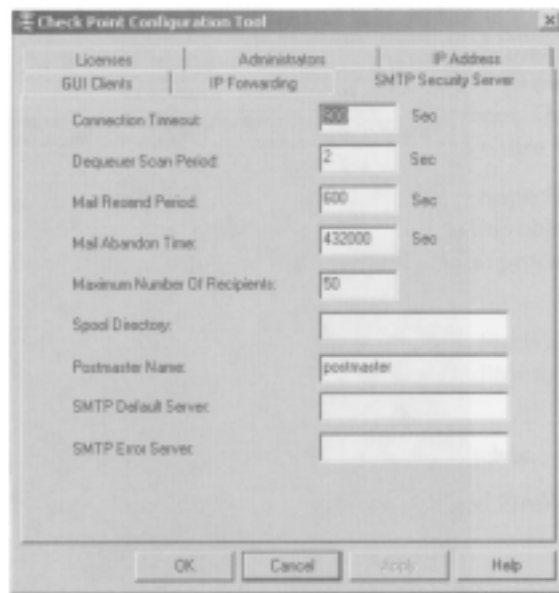 Check Point Configuration Tool
Licenses Administrators IP Address
GUI Clients IP Forwarding SMTP Security Server
Connection Timeout: Sec
Dequeuer Scan Period: 2 Sec
Mail Resend Period: 600 Sec
Mail Abandon Time: 432000 Sec
Maximum Number Of Recipients: 50
Spool Directory:
Postmaster Name: postmaster
SMTP Default Server:
SMTP Error Server:
OK Cancel Apply Help